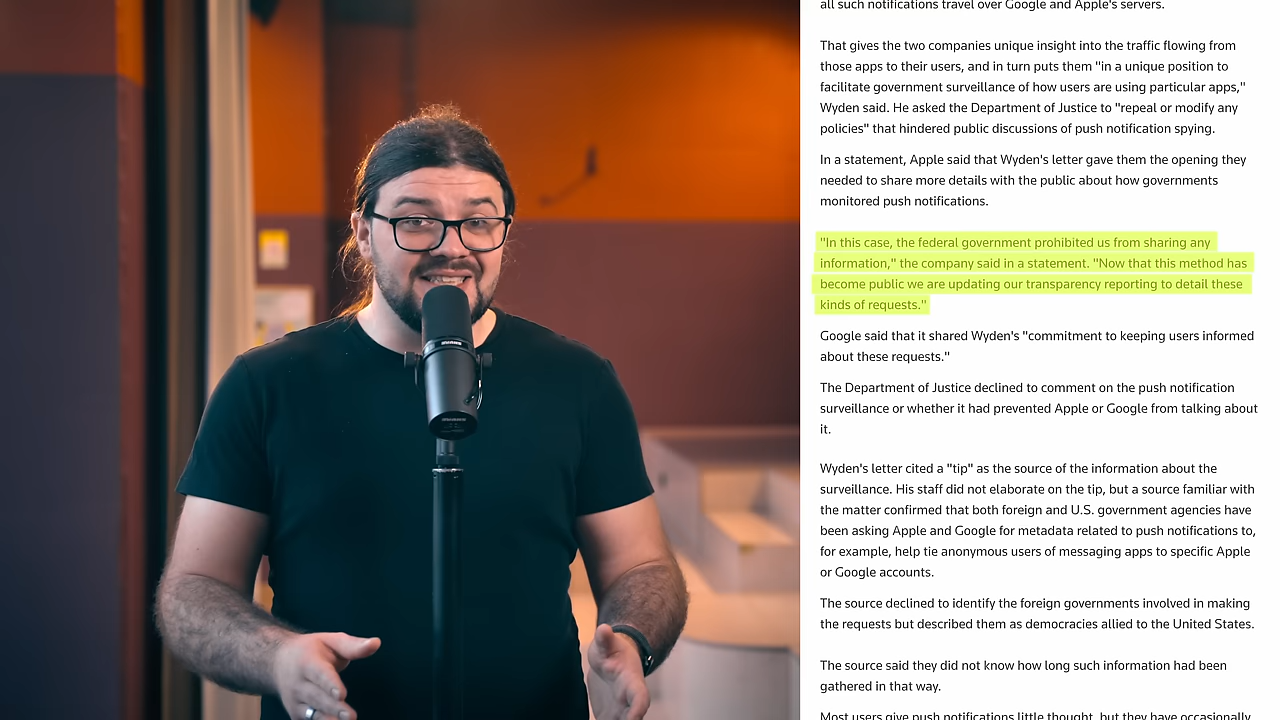 all such notifications travel over Google and Apple's servers.
That gives the two companies unique insight into the traffic flowing from
those apps to their users, and in turn puts them "in a unique position to
facilitate government surveillance of how users are using particular apps,"
Wyden said. He asked the Department of Justice to "repeal or modify any
policies" that hindered public discussions of push notification spying.
In a statement, Apple said that Wyden's letter gave them the opening they
needed to share more details with the public about how governments
monitored push notifications.
"In this case, the federal government prohibited us from sharing any
information," the company said in a statement. "Now that this method has
become public we are updating our transparency reporting to detail these
kinds of requests."
Google said that it shared Wyden's "commitment to keeping users informed
about these requests."
The Department of Justice declined to comment on the push notification
surveillance or whether it had prevented Apple or Google from talking about
it.
Wyden's letter cited a "tip" as the source of the information about the
surveillance. His staff did not elaborate on the tip, but a source familiar with
the matter confirmed that both foreign and U.S. government agencies have
been asking Apple and Google for metadata related to push notifications to,
for example, help tie anonymous users of messaging apps to specific Apple
or Google accounts.
The source declined to identify the foreign governments involved in making
the requests but described them as democracies allied to the United States.
The source said they did not know how long such information had been
gathered in that way.
Most users give push notifications little thought, but they have occasionally